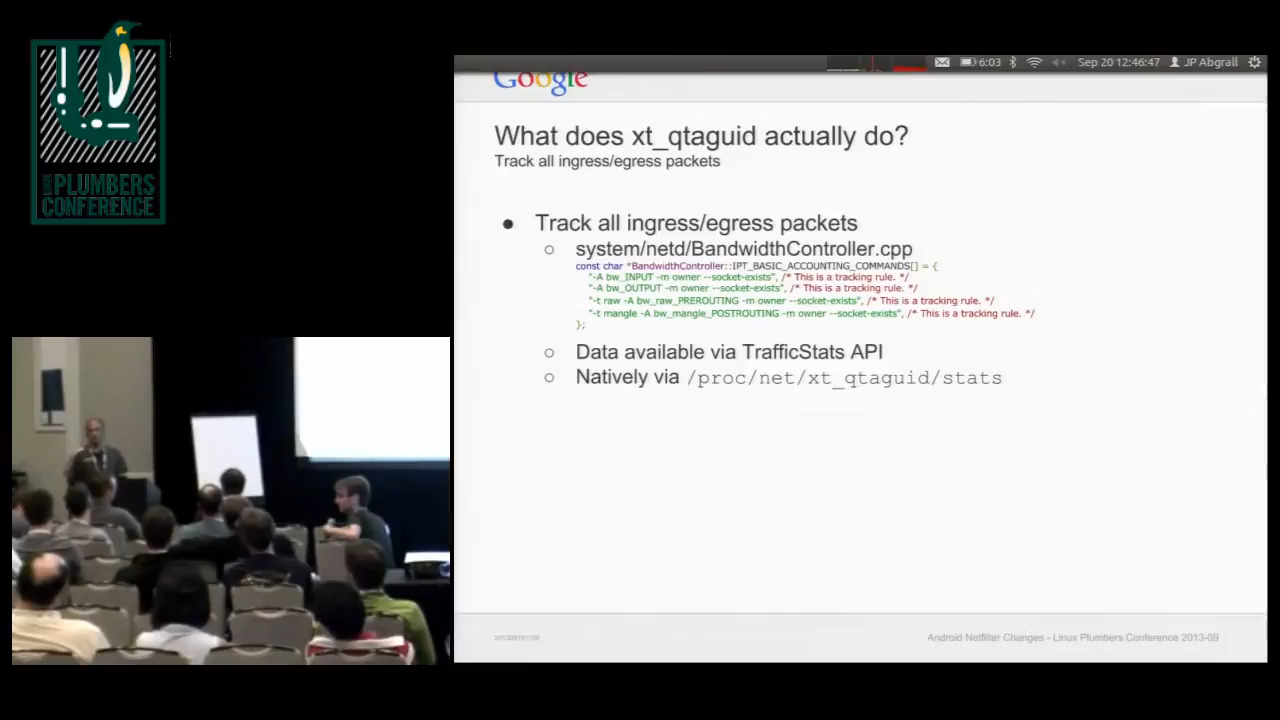 LINUX
PLUMBERS
CONFERENCE
6:03
Sep 20 12:46:47
JP Abgrall
Google
What does xt_qtaguid actually do?
Track all ingress/egress packets
● Track all ingress/egress packets
○ system/netd/BandwidthController.cpp
const char *BandwidthController::IPT_BASIC_ACCOUNTING_COMMANDS[] = {
"-A bw_INPUT -m owner --socket-exists", /* This is a tracking rule. */
"-A bw_OUTPUT -m owner --socket-exists", /* This is a tracking rule. */
"-t raw -A bw_raw_PREROUTING -m owner --socket-exists", /* This is a tracking rule. */
"-t mangle -A bw_mangle_POSTROUTING -m owner --socket-exists", /* This is a tracking rule. */
};
○ Data available via TrafficStats API
○ Natively via /proc/net/xt_qtaguid/stats
Android Netfilter Changes - Linux Plumbers Conference 2013-09